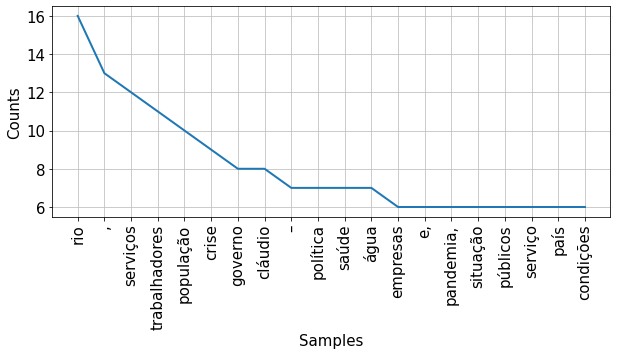 16
14
12
10
8
6
Counts
rio
,
serviços
trabalhadores
população
crise
governo
cláudio
–
política
saúde
água
empresas
e,
pandemia,
situação
públicos
serviço
país
condições
Samples